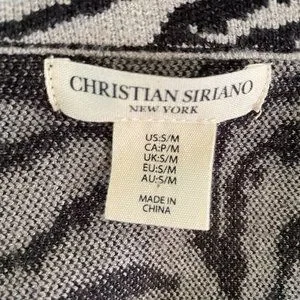 CHRISTIAN SIRIANO
NEW YORK
US:S/M
CA:P/M
UK:S/M
EU:S/M
AU:S/M
MADE IN
CHINA